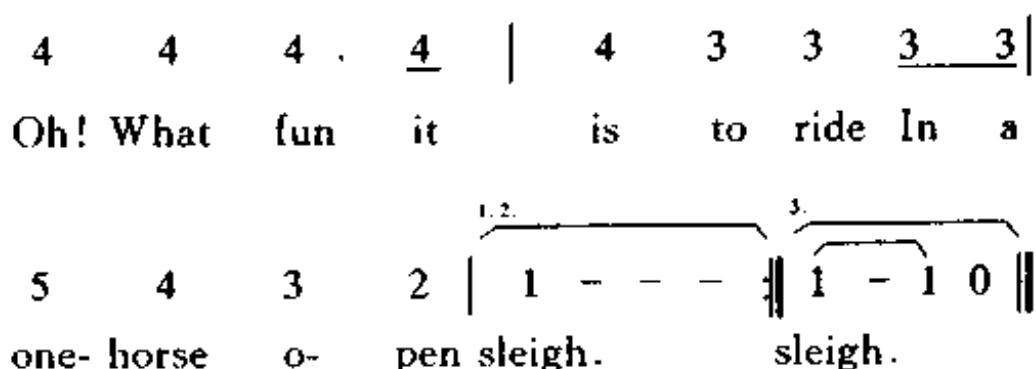 4 4 4 . 4 | 4 3 3 3 3 |
Oh! What fun it is to ride In a
1. 2. 3.
5 4 3 2 | 1 - - - :‖ 1 - 1 0 ‖
one- horse o- pen sleigh. sleigh.